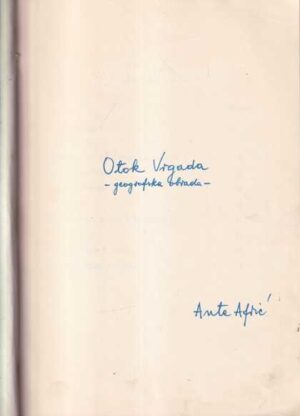 Otok Vrgada
- geografska obrada -
Ante Afrić